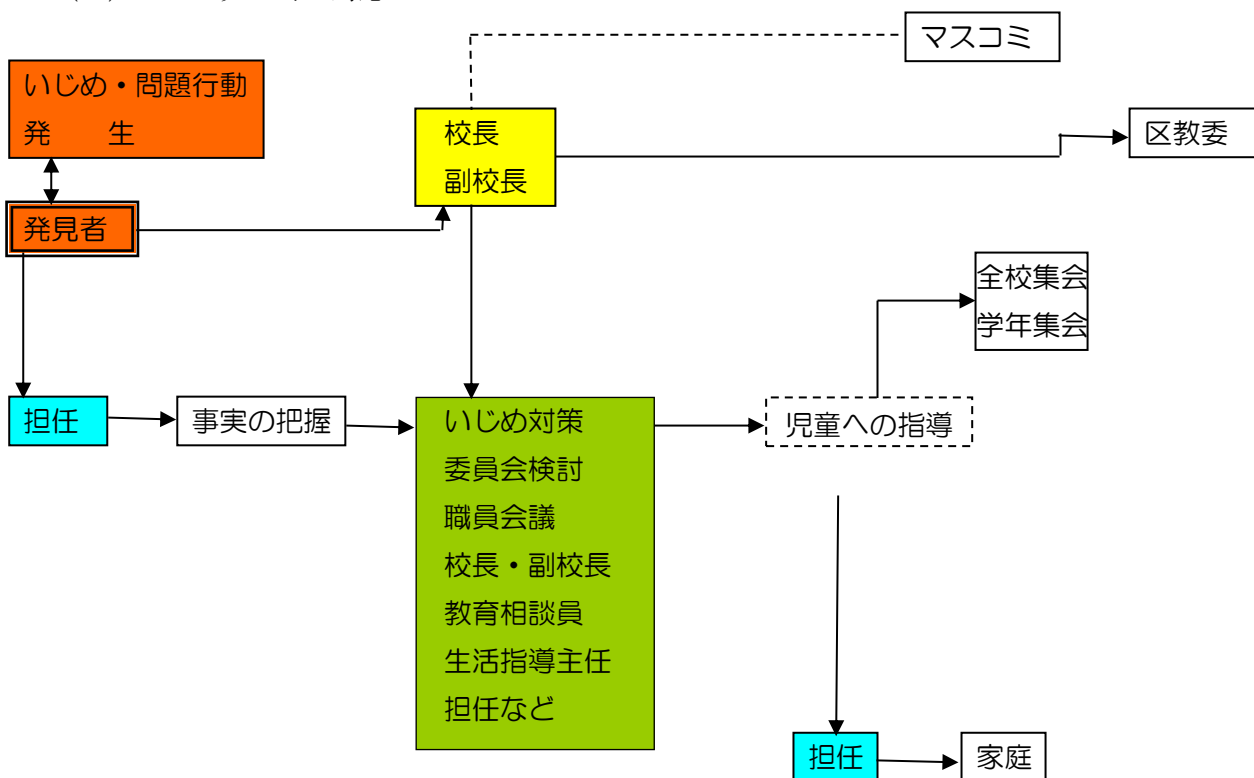 マスコミ
いじめ・問題行動
発　　生
校長
副校長
区教委
発見者
全校集会
学年集会
担任
事実の把握
いじめ対策
委員会検討
職員会議
校長・副校長
教育相談員
生活指導主任
担任など
児童への指導
担任
家庭